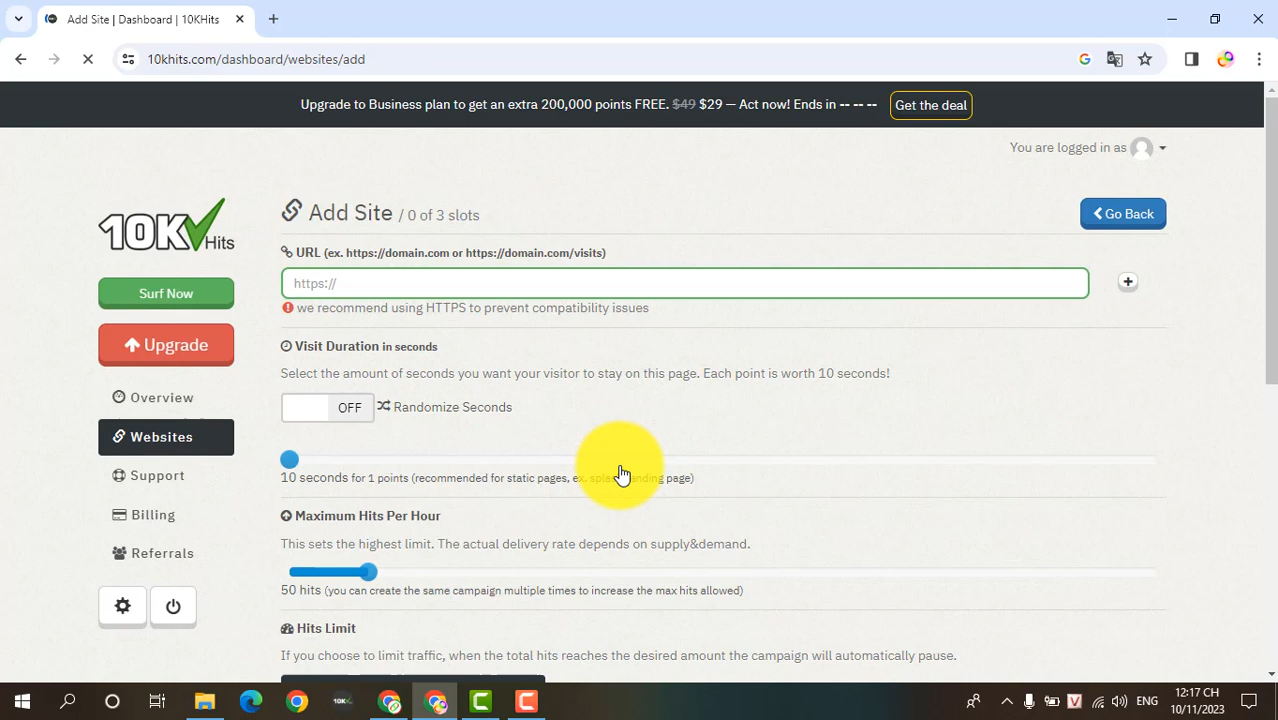 Add Site | Dashboard | 10KHits
10khits.com/dashboard/websites/add
Upgrade to Business plan to get an extra 200,000 points FREE. $49 $29 — Act now! Ends in -- -- -- Get the deal
You are logged in as
10K Hits
Add Site / 0 of 3 slots
Go Back
URL (ex. https://domain.com or https://domain.com/visits)
https://
we recommend using HTTPS to prevent compatibility issues
Surf Now
Upgrade
Overview
Websites
Support
Billing
Referrals
Visit Duration in seconds
Select the amount of seconds you want your visitor to stay on this page. Each point is worth 10 seconds!
OFF Randomize Seconds
10 seconds for 1 points (recommended for static pages, ex. landing page)
Maximum Hits Per Hour
This sets the highest limit. The actual delivery rate depends on supply&demand.
50 hits (you can create the same campaign multiple times to increase the max hits allowed)
Hits Limit
If you choose to limit traffic, when the total hits reaches the desired amount the campaign will automatically pause.
ENG
12:17 CH
10/11/2023